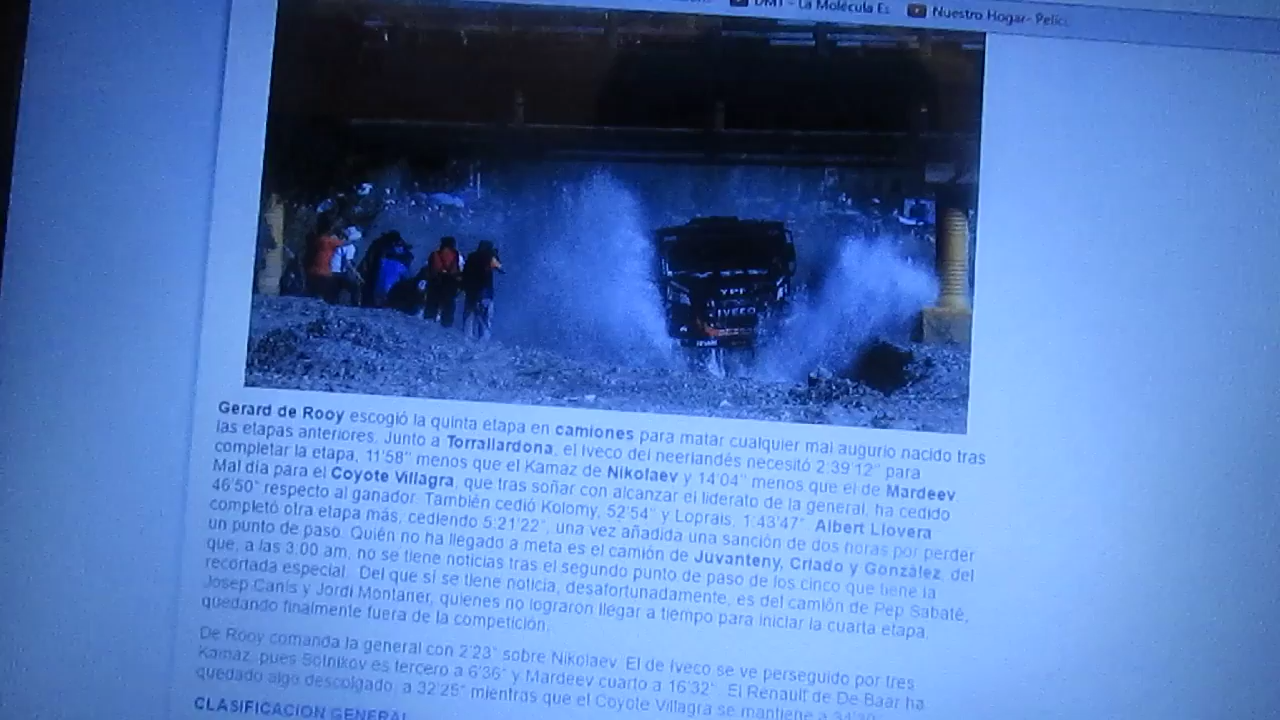 DMT - La Molécula Es
Nuestro Hogar- Pelíc
YPF
IVECO
Gerard de Rooy escogió la quinta etapa en camiones para matar cualquier mal augurio nacido tras
las etapas anteriores. Junto a Torrallardona, el Iveco del neerlandés necesitó 2:39'12" para
completar la etapa, 11'58" menos que el Kamaz de Nikolaev y 14'04" menos que el de Mardeev.
Mal día para el Coyote Villagra, que tras soñar con alcanzar el liderato de la general, ha cedido
46'50" respecto al ganador. También cedió Kolomy, 52'54" y Loprais, 1:43'47". Albert Llovera
completó otra etapa más, cediendo 5:21'22", una vez añadida una sanción de dos horas por perder
un punto de paso. Quién no ha llegado a meta es el camión de Juvanteny, Criado y González, del
que, a las 3:00 am, no se tiene noticias tras el segundo punto de paso de los cinco que tiene la
recortada especial. Del que sí se tiene noticia, desafortunadamente, es del camión de Pep Sabaté,
Josep Canis y Jordi Montaner, quienes no lograron llegar a tiempo para iniciar la cuarta etapa,
quedando finalmente fuera de la competición.
De Rooy comanda la general con 2'23" sobre Nikolaev. El de Iveco se ve perseguido por tres
Kamaz, pues Sotnikov es tercero a 6'36" y Mardeev cuarto a 16'32". El Renault de De Baar ha
quedado algo descolgado, a 32'25" mientras que el Coyote Villagra se mantiene a
CLASIFICACION GENERAL